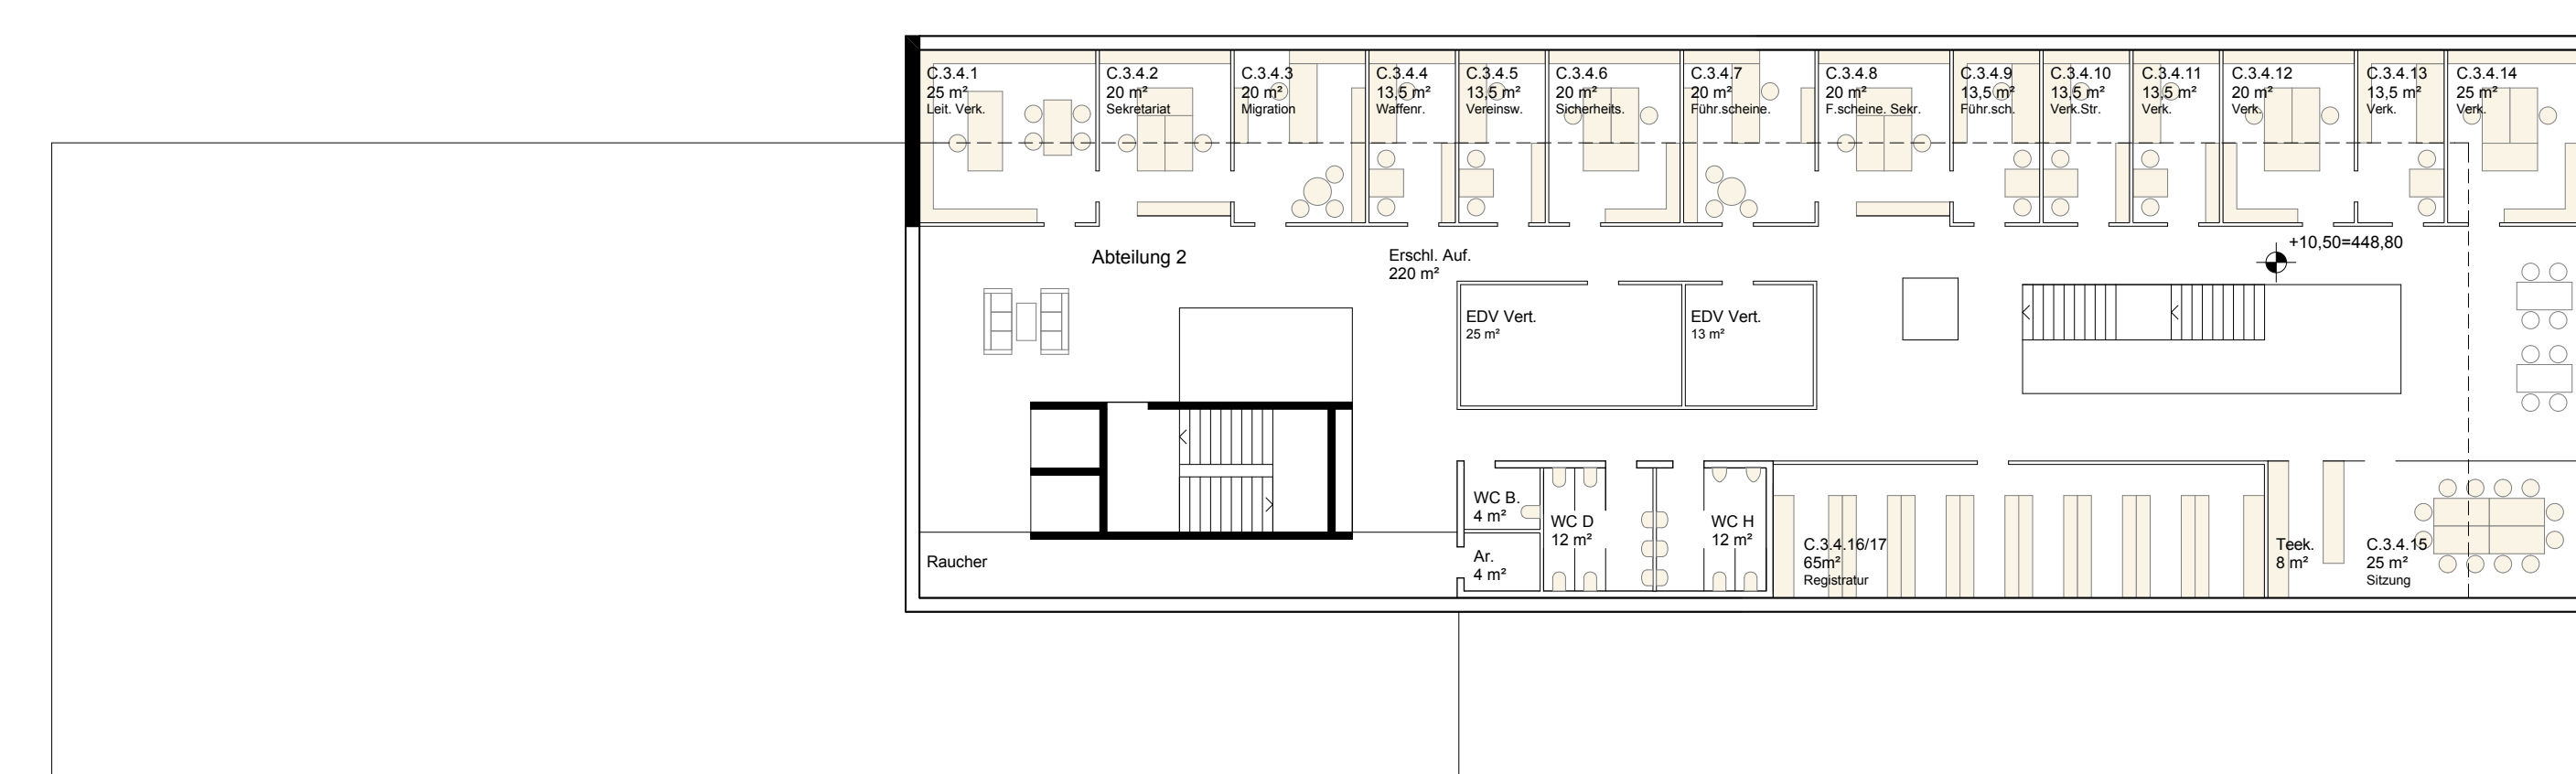 C.3.4.1
25 m²
Leit. Verk.
C.3.4.2
20 m²
Sekretariat
C.3.4.3
20 m²
Migration
C.3.4.4
13,5 m²
Waffenr.
C.3.4.5
13,5 m²
Vereinsw.
C.3.4.6
20 m²
Sicherheits.
C.3.4.7
20 m²
Führ.scheine.
C.3.4.8
20 m²
F.scheine. Sekr.
C.3.4.9
13,5 m²
Führ.sch.
C.3.4.10
13,5 m²
Verk.Str.
C.3.4.11
13,5 m²
Verk.
C.3.4.12
20 m²
Verk.
C.3.4.13
13,5 m²
Verk.
C.3.4.14
25 m²
Verk.
Abteilung 2
Erschl. Auf.
220 m²
+10,50=448,80
EDV Vert.
25 m²
EDV Vert.
13 m²
Raucher
WC B.
4 m²
Ar.
4 m²
WC D
12 m²
WC H
12 m²
C.3.4.16/17
65m²
Registratur
Teek.
8 m²
C.3.4.15
25 m²
Sitzung